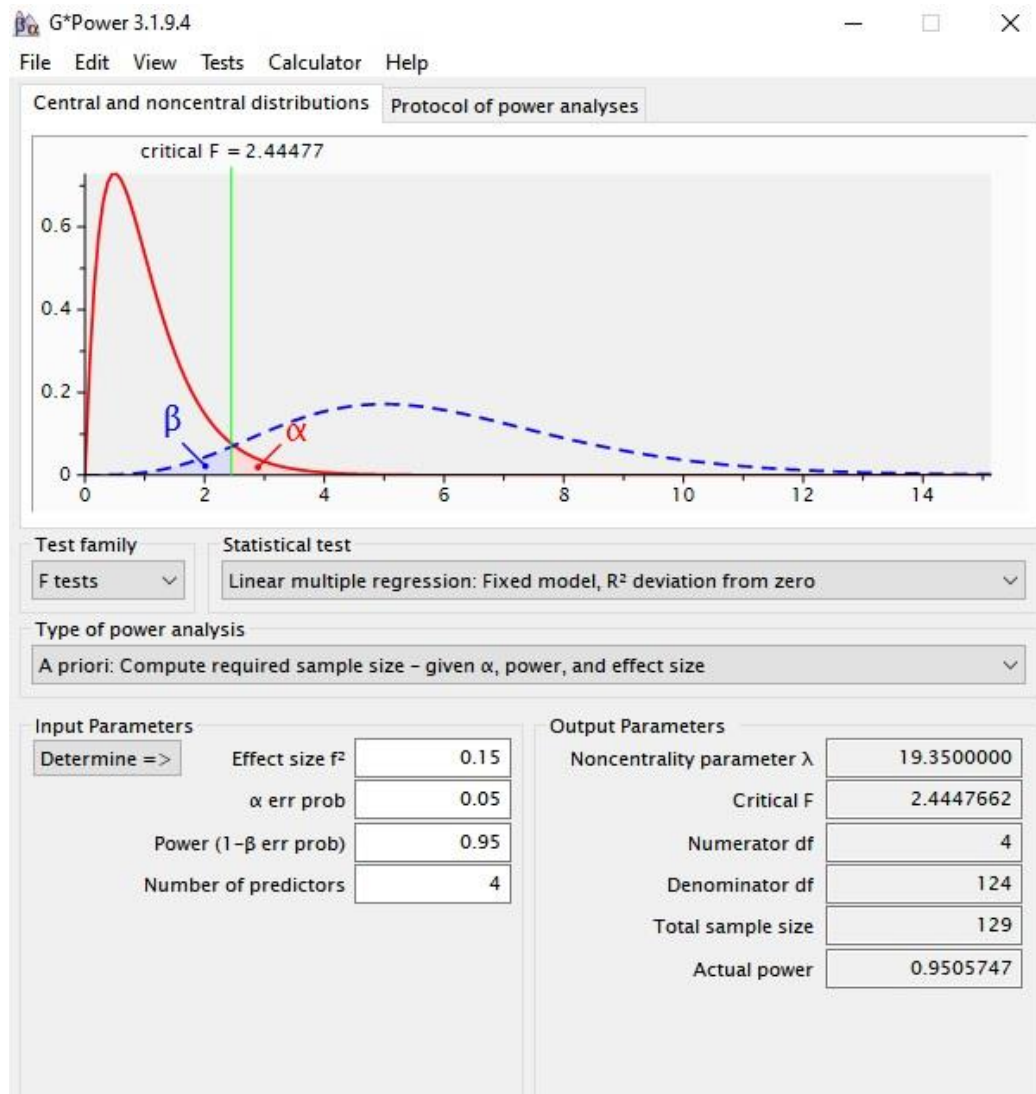 G*Power 3.1.9.4
File Edit View Tests Calculator Help
Central and noncentral distributions Protocol of power analyses
critical F = 2.44477
0.6
0.4
0.2
0
β
α
0 2 4 6 8 10 12 14
Test family Statistical test
F tests Linear multiple regression: Fixed model, R² deviation from zero
Type of power analysis
A priori: Compute required sample size – given α, power, and effect size
Input Parameters
Determine => Effect size f² 0.15
α err prob 0.05
Power (1-β err prob) 0.95
Number of predictors 4
Output Parameters
Noncentrality parameter λ 19.3500000
Critical F 2.4447662
Numerator df 4
Denominator df 124
Total sample size 129
Actual power 0.9505747